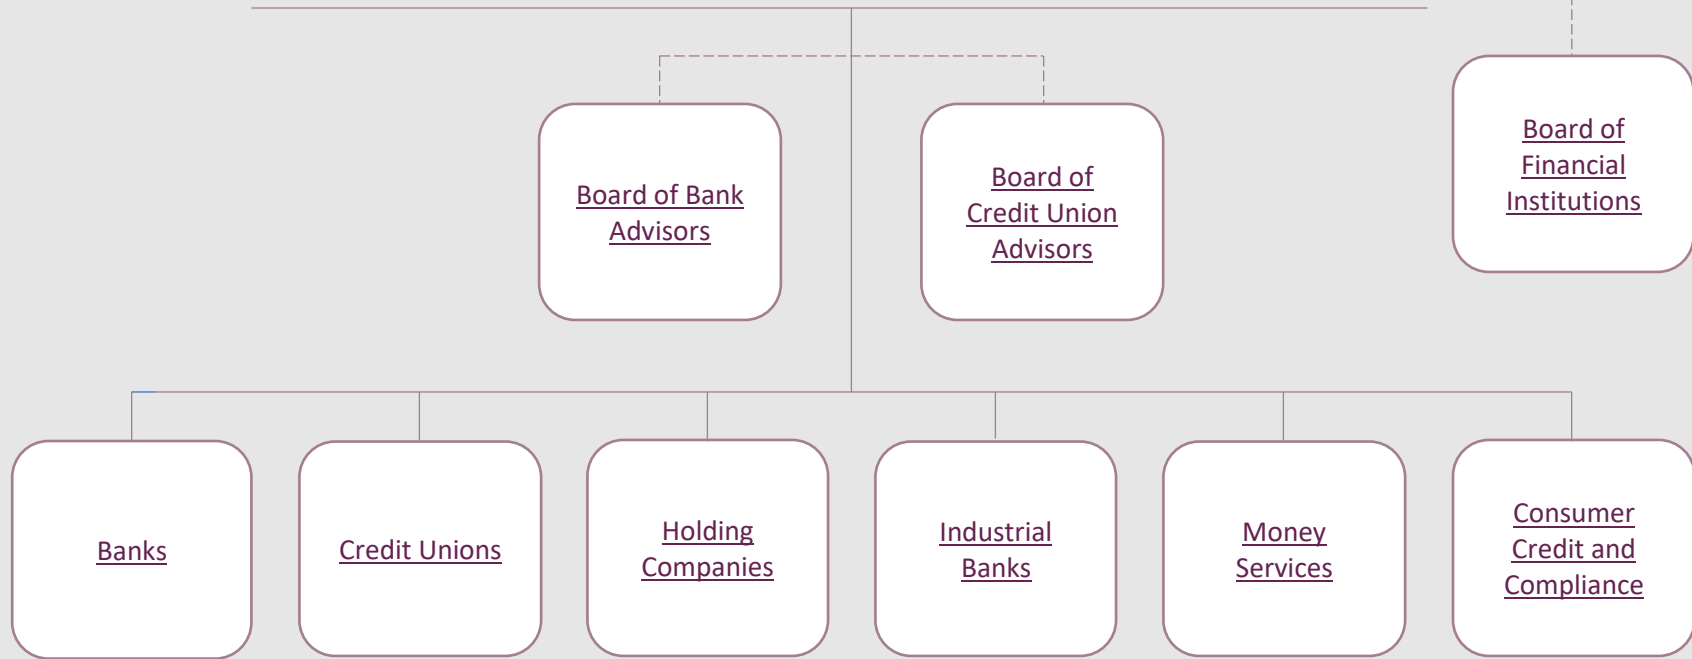 Board of
Financial
Institutions
Board of Bank
Advisors
Board of
Credit Union
Advisors
Banks
Credit Unions
Holding
Companies
Industrial
Banks
Money
Services
Consumer
Credit and
Compliance